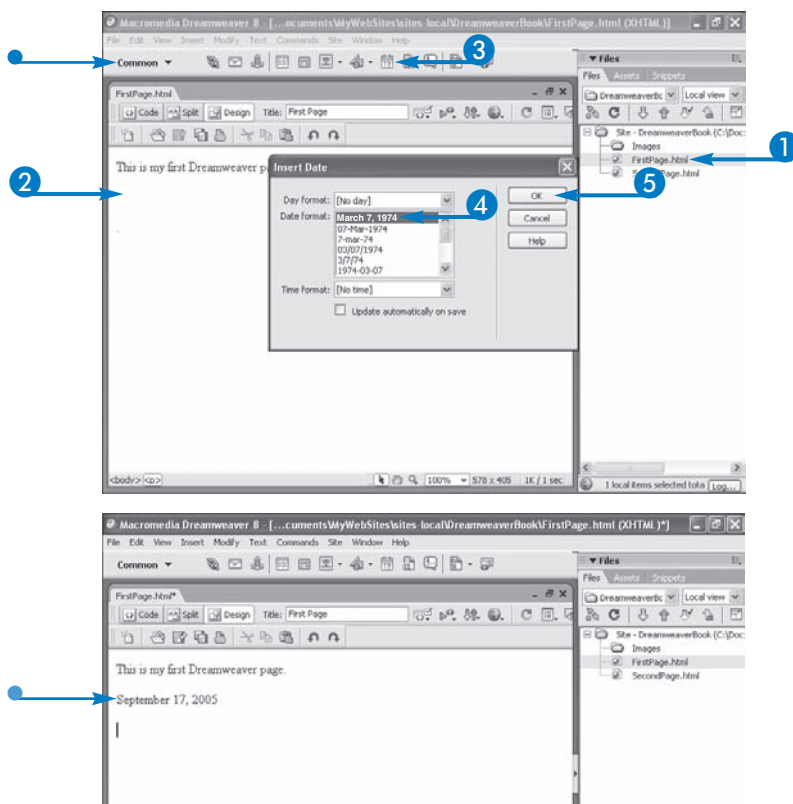 Macromedia Dreamweaver 8 - [...ocuments\MyWebSites\sites-local\DreamweaverBook\FirstPage.html (XHTML)]
File Edit View Insert Modify Text Commands Site Window Help
Common
3
Files
Files Assets Snippets
FirstPage.html
Local view
Code Split Design Title: First Page
Site - DreamweaverBook (C:\Doc
Images
FirstPage.html
1
This is my first Dreamweaver
Insert Date
2
Day format: [No day]
OK
5
Date format: March 7, 1974
4
Cancel
07-Mar-1974
7-mar-74
Help
03/07/1974
3/7/74
1974-03-07
Time format: [No time]
Update automatically on save
<body> <p>
100% 578 x 405 1K / 1 sec
1 local items selected tota Log...
Macromedia Dreamweaver 8 - [...cuments\MyWebSites\sites-local\DreamweaverBook\FirstPage.html (XHTML)*]
File Edit View Insert Modify Text Commands Site Window Help
Common
Files
Files Assets Snippets
FirstPage.html*
Local view
Code Split Design Title: First Page
Site - DreamweaverBook (C:\Doc
Images
FirstPage.html
SecondPage.html
This is my first Dreamweaver page.
September 17, 2005